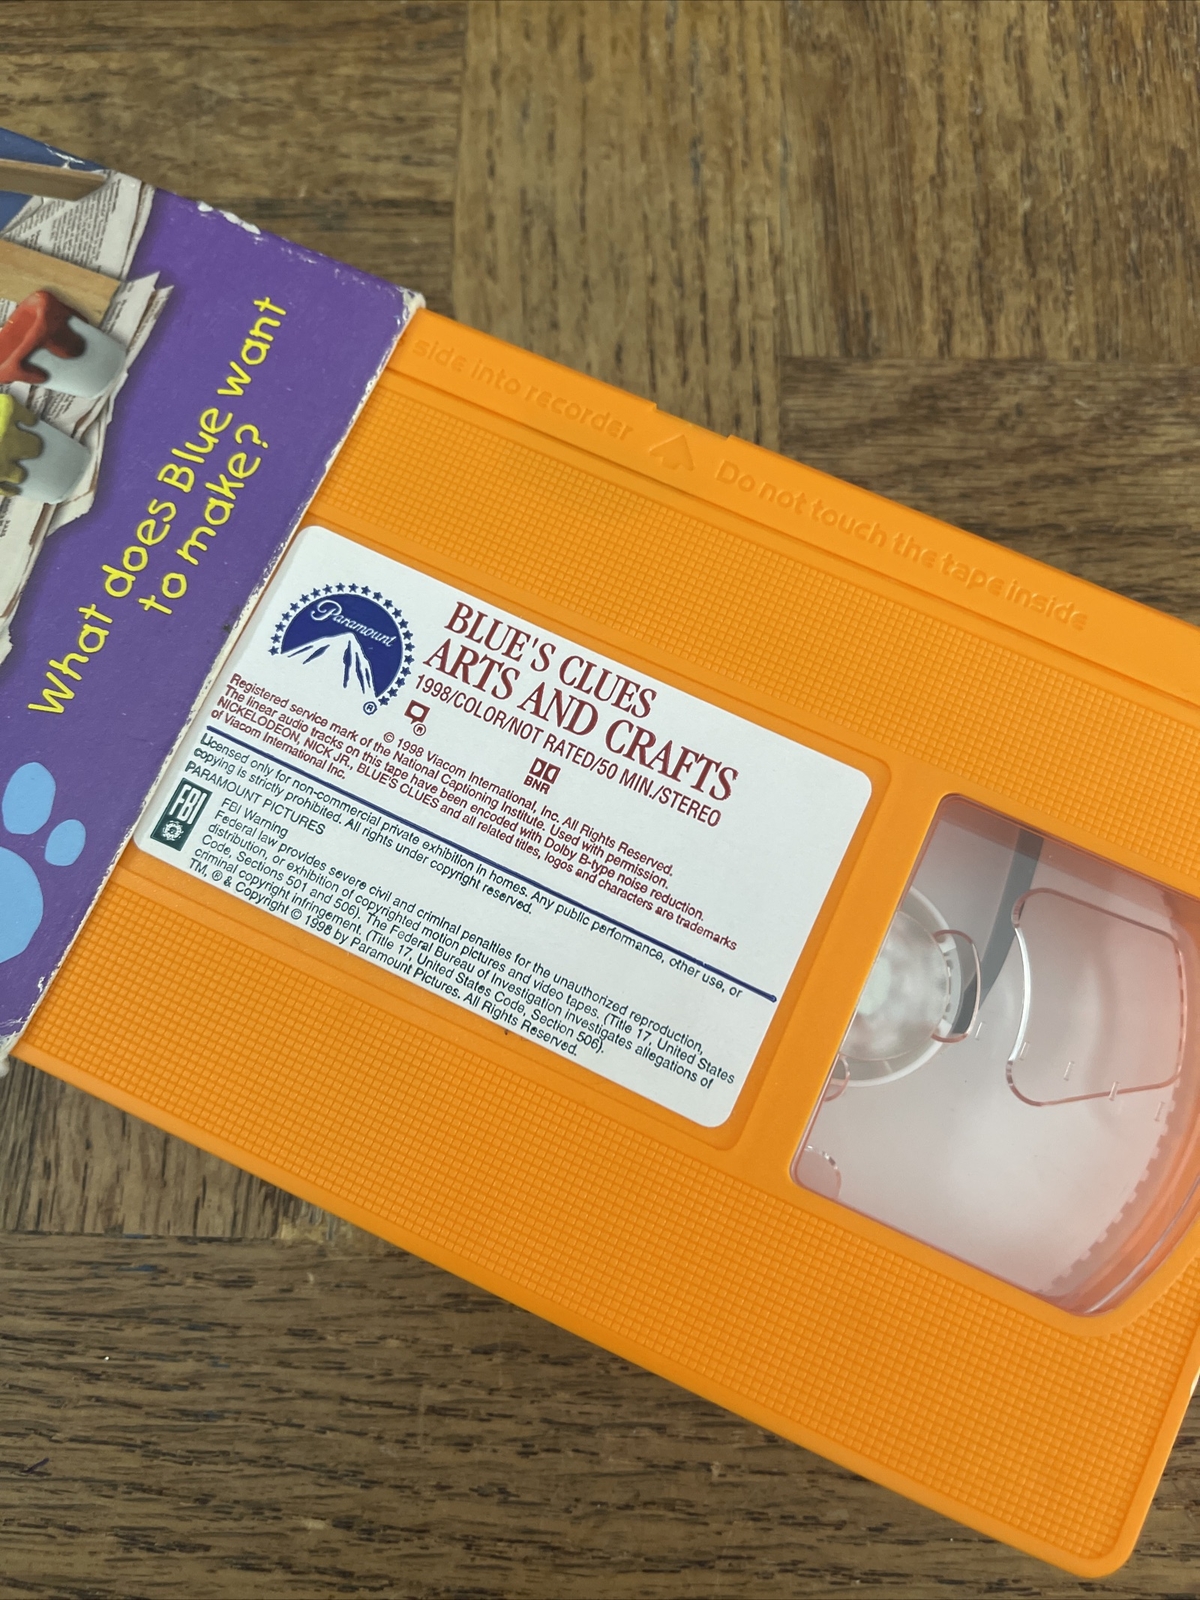 What does Blue want
to make?
side into recorder
Do not touch the tape inside
Paramount
®
BLUE'S CLUES
ARTS AND CRAFTS
1998/COLOR/NOT RATED/50 MIN./STEREO
®
BNR
© 1998 Viacom International, Inc. All Rights Reserved.
Registered service mark of the National Captioning Institute. Used with permission.
The linear audio tracks on this tape have been encoded with Dolby B-type noise reduction.
NICKELODEON, NICK JR., BLUE'S CLUES and all related titles, logos and characters are trademarks
of Viacom International Inc.
Licensed only for non-commercial private exhibition in homes. Any public performance, other use, or
copying is strictly prohibited. All rights under copyright reserved.
PARAMOUNT PICTURES
FBI
FBI Warning
Federal law provides severe civil and criminal penalties for the unauthorized reproduction,
distribution, or exhibition of copyrighted motion pictures and video tapes. (Title 17, United States
Code, Sections 501 and 506). The Federal Bureau of Investigation investigates allegations of
criminal copyright infringement. (Title 17, United States Code, Section 506).
TM, ® & Copyright © 1998 by Paramount Pictures. All Rights Reserved.